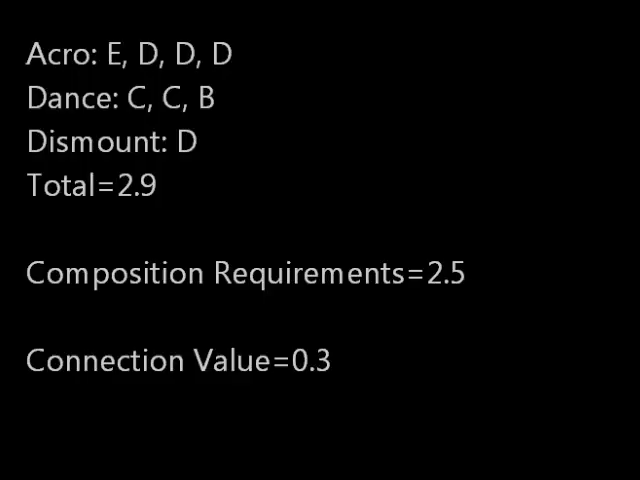 Acro: E, D, D, D
Dance: C, C, B
Dismount: D
Total=2.9
Composition Requirements=2.5
Connection Value=0.3